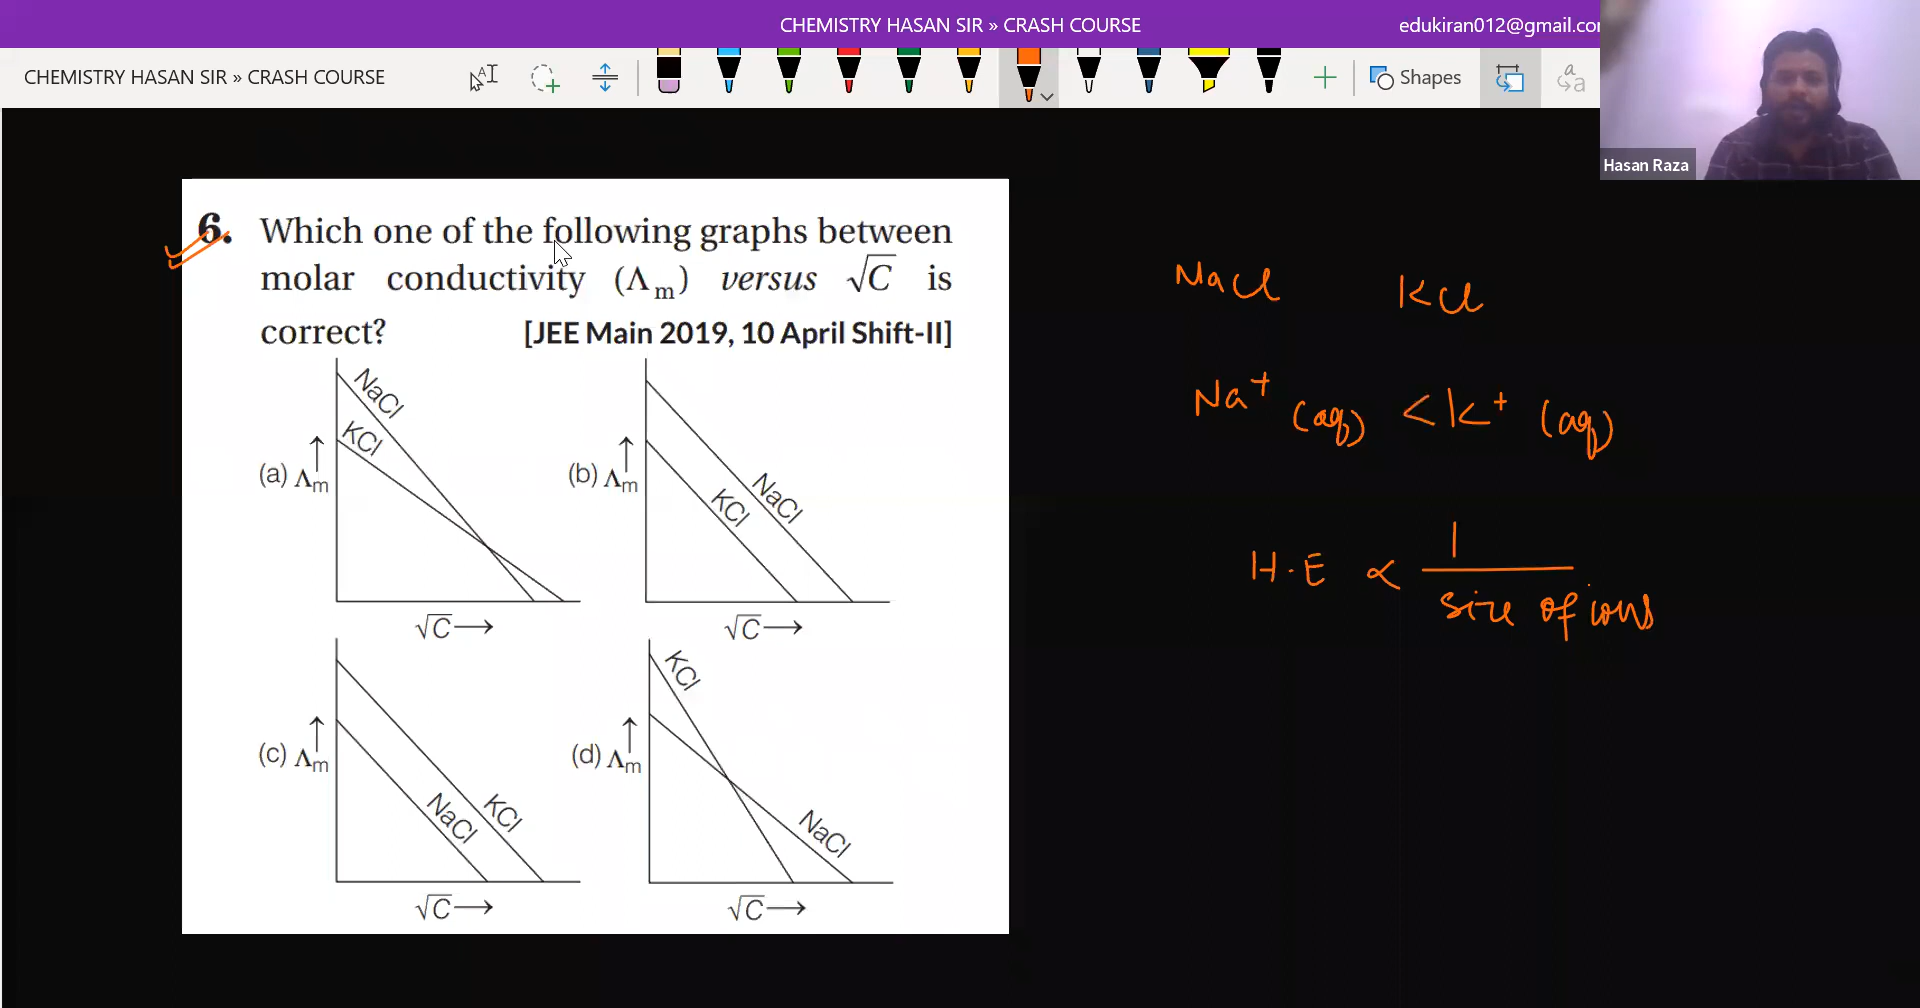 CHEMISTRY HASAN SIR » CRASH COURSE
edukiran012@gmail.co
CHEMISTRY HASAN SIR » CRASH COURSE
Shapes
Hasan Raza
6. Which one of the following graphs between
molar conductivity (Λm) versus √C is
correct? [JEE Main 2019, 10 April Shift-II]
NaCl
KCl
(a) Λm
√C
(b) Λm
NaCl
KCl
√C
(c) Λm
KCl
NaCl
√C
(d) Λm
KCl
NaCl
√C
NaCl KCl
Na+ (aq) < K+ (aq)
H.E ∝ 1
size of ions